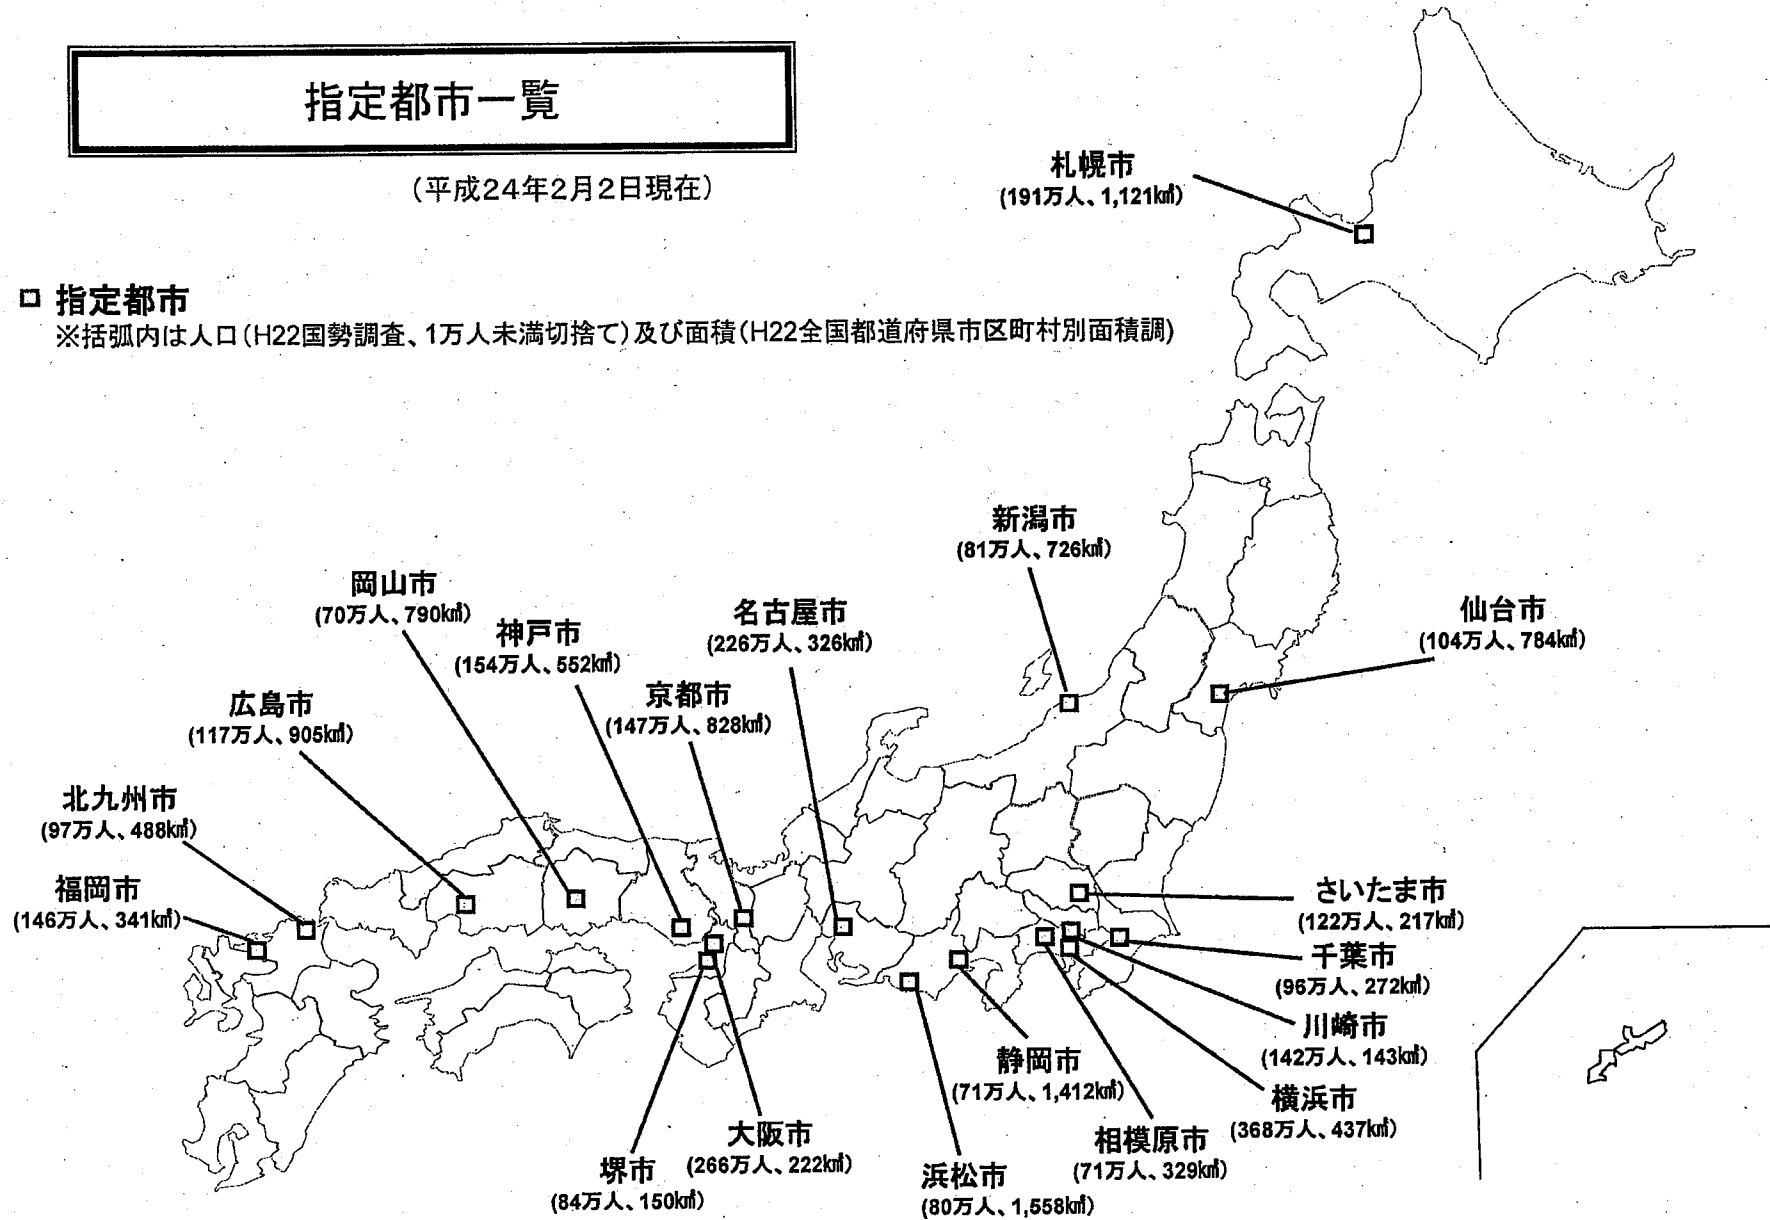 指定都市一覧
(平成24年2月2日現在)
□ 指定都市
※括弧内は人口(H22国勢調査、1万人未満切捨て)及び面積(H22全国都道府県市区町村別面積調)
札幌市
(191万人、1,121k㎡)
新潟市
(81万人、726k㎡)
仙台市
(104万人、784k㎡)
岡山市
(70万人、790k㎡)
神戸市
(154万人、552k㎡)
名古屋市
(226万人、326k㎡)
京都市
(147万人、828k㎡)
広島市
(117万人、905k㎡)
北九州市
(97万人、488k㎡)
福岡市
(146万人、341k㎡)
さいたま市
(122万人、217k㎡)
千葉市
(96万人、272k㎡)
川崎市
(142万人、143k㎡)
横浜市
(368万人、437k㎡)
相模原市
(71万人、329k㎡)
静岡市
(71万人、1,412k㎡)
浜松市
(80万人、1,558k㎡)
大阪市
(266万人、222k㎡)
堺市
(84万人、150k㎡)